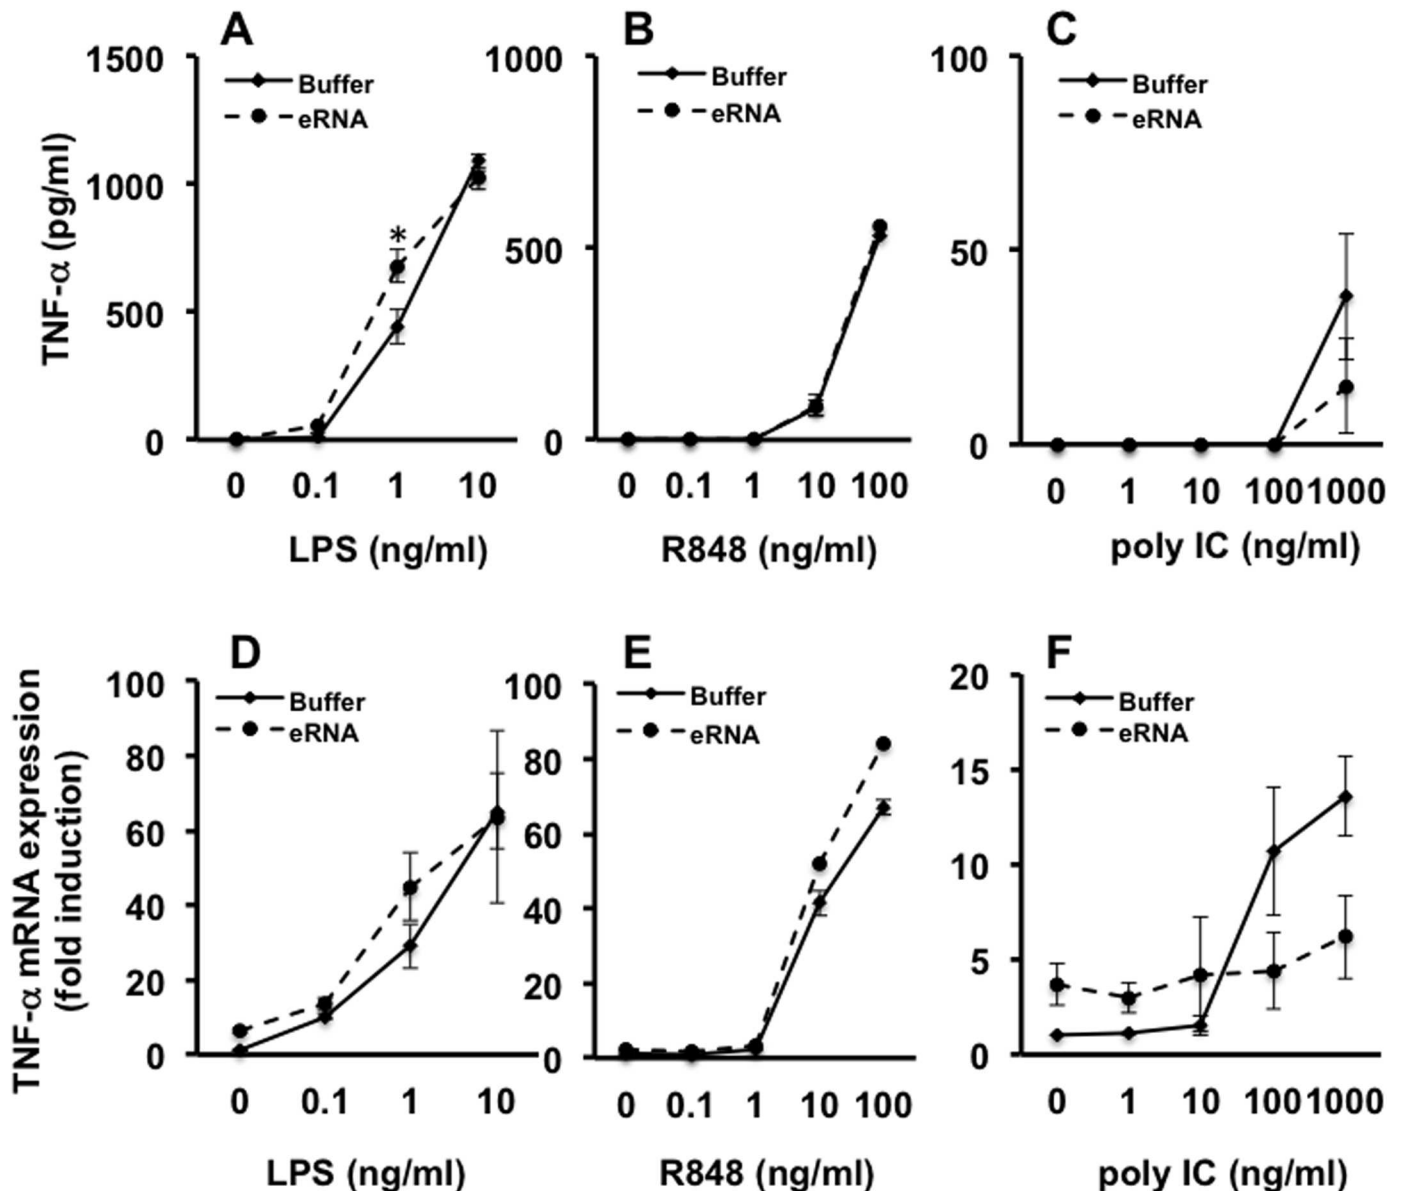 A
1500
1000
500
0
Buffer
eRNA
*
0 0.1 1 10
LPS (ng/ml)
TNF-α (pg/ml)
B
1000
500
0
Buffer
eRNA
0 0.1 1 10 100
R848 (ng/ml)
C
100
50
0
Buffer
eRNA
0 1 10 100 1000
poly IC (ng/ml)
D
100
80
60
40
20
0
Buffer
eRNA
0 0.1 1 10
LPS (ng/ml)
TNF-α mRNA expression
(fold induction)
E
100
80
60
40
20
0
Buffer
eRNA
0 0.1 1 10 100
R848 (ng/ml)
F
20
15
10
5
0
Buffer
eRNA
0 1 10 100 1000
poly IC (ng/ml)